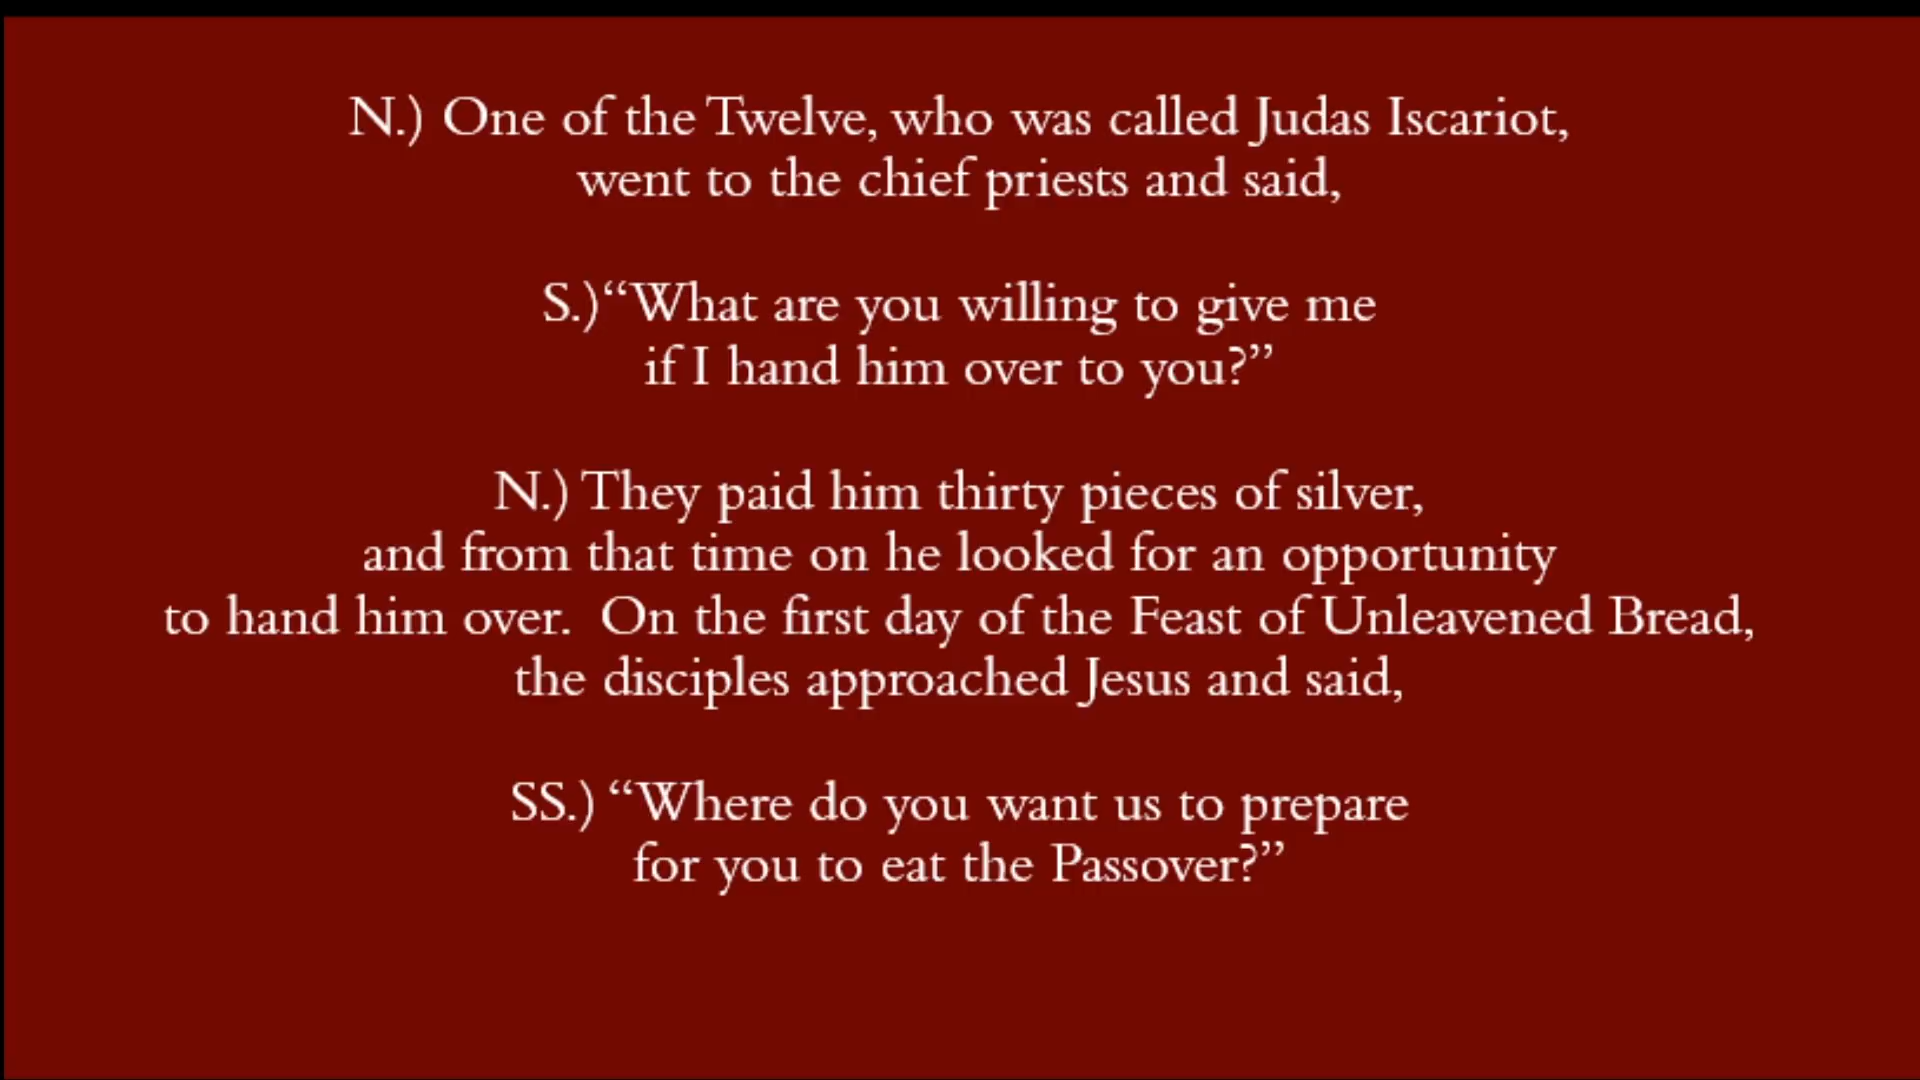 N.) One of the Twelve, who was called Judas Iscariot,
went to the chief priests and said,
S.) “What are you willing to give me
if I hand him over to you?”
N.) They paid him thirty pieces of silver,
and from that time on he looked for an opportunity
to hand him over.  On the first day of the Feast of Unleavened Bread,
the disciples approached Jesus and said,
SS.) “Where do you want us to prepare
for you to eat the Passover?”